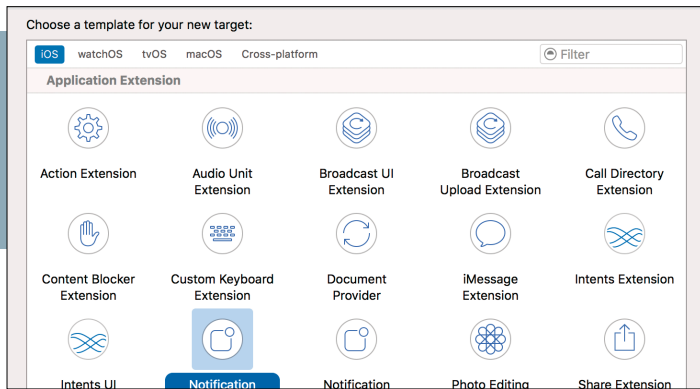 Choose a template for your new target:
iOS watchOS tvOS macOS Cross-platform Filter
Application Extension
Action Extension
Audio Unit
Extension
Broadcast UI
Extension
Broadcast
Upload Extension
Call Directory
Extension
Content Blocker
Extension
Custom Keyboard
Extension
Document
Provider
iMessage
Extension
Intents Extension
Intents UI
Notification
Notification
Photo Editing
Share Extension